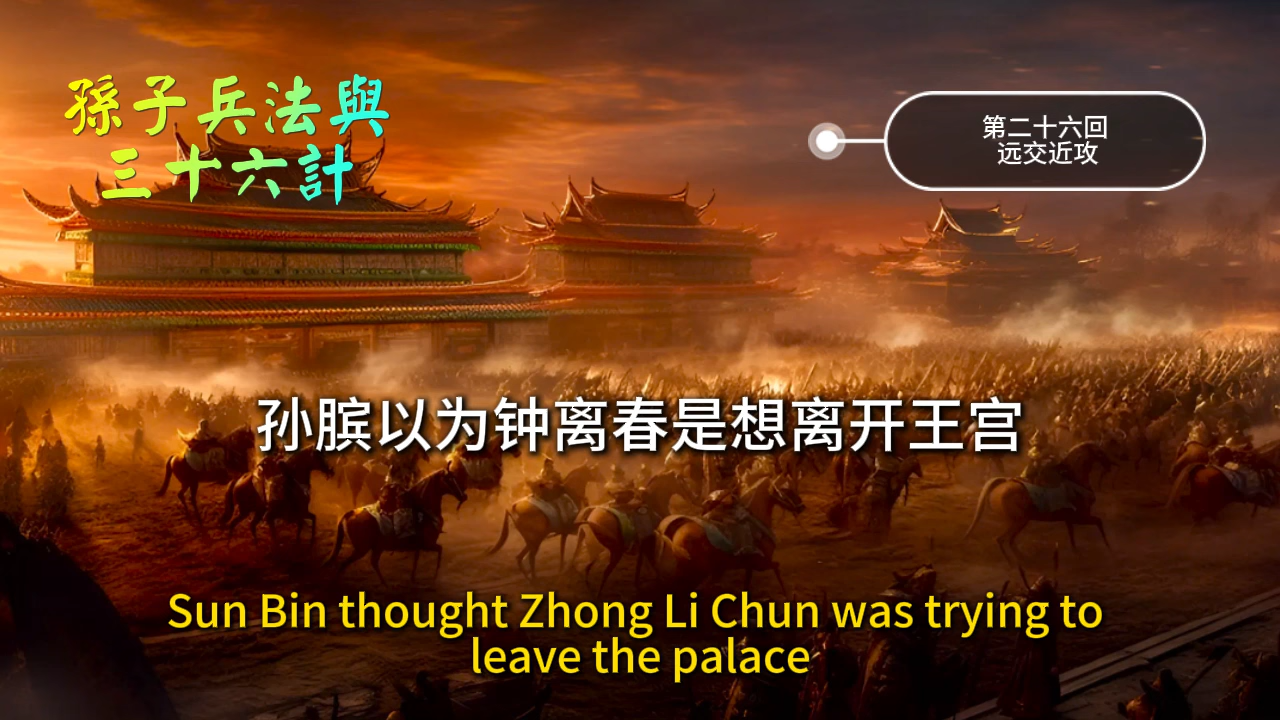 孫子兵法與
三十六計
第二十六回
远交近攻
孙膑以为钟离春是想离开王宫
Sun Bin thought Zhong Li Chun was trying to
leave the palace